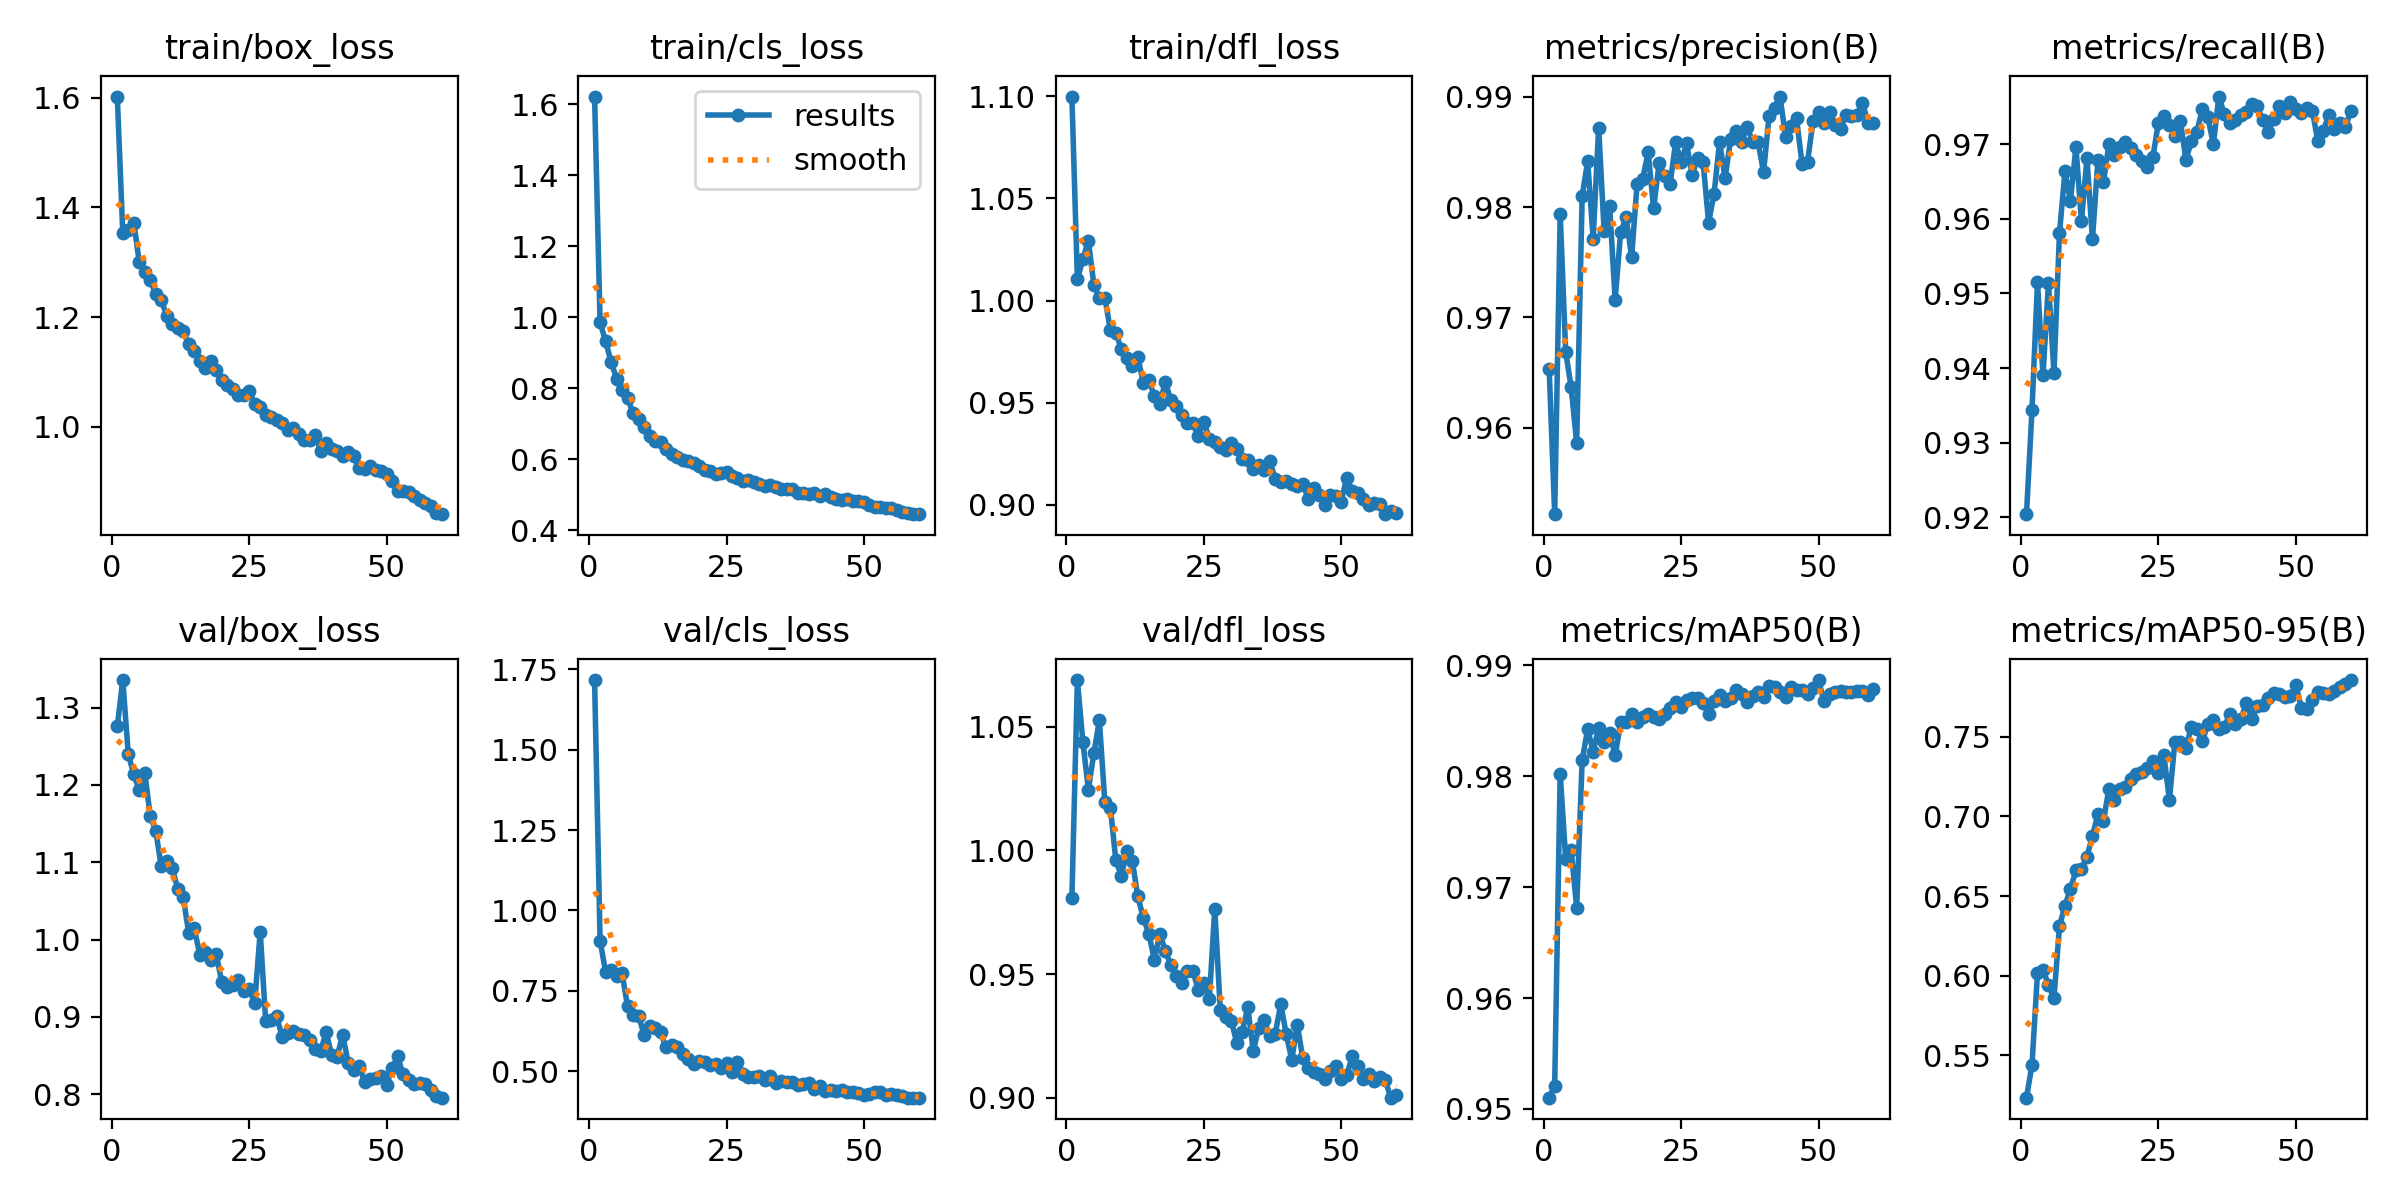 train/box_loss
1.6
1.4
1.2
1.0
0 25 50
train/cls_loss
results
smooth
1.6
1.4
1.2
1.0
0.8
0.6
0.4
0 25 50
train/dfl_loss
1.10
1.05
1.00
0.95
0.90
0 25 50
metrics/precision(B)
0.99
0.98
0.97
0.96
0 25 50
metrics/recall(B)
0.97
0.96
0.95
0.94
0.93
0.92
0 25 50
val/box_loss
1.3
1.2
1.1
1.0
0.9
0.8
0 25 50
val/cls_loss
1.75
1.50
1.25
1.00
0.75
0.50
0 25 50
val/dfl_loss
1.05
1.00
0.95
0.90
0 25 50
metrics/mAP50(B)
0.99
0.98
0.97
0.96
0.95
0 25 50
metrics/mAP50-95(B)
0.75
0.70
0.65
0.60
0.55
0 25 50